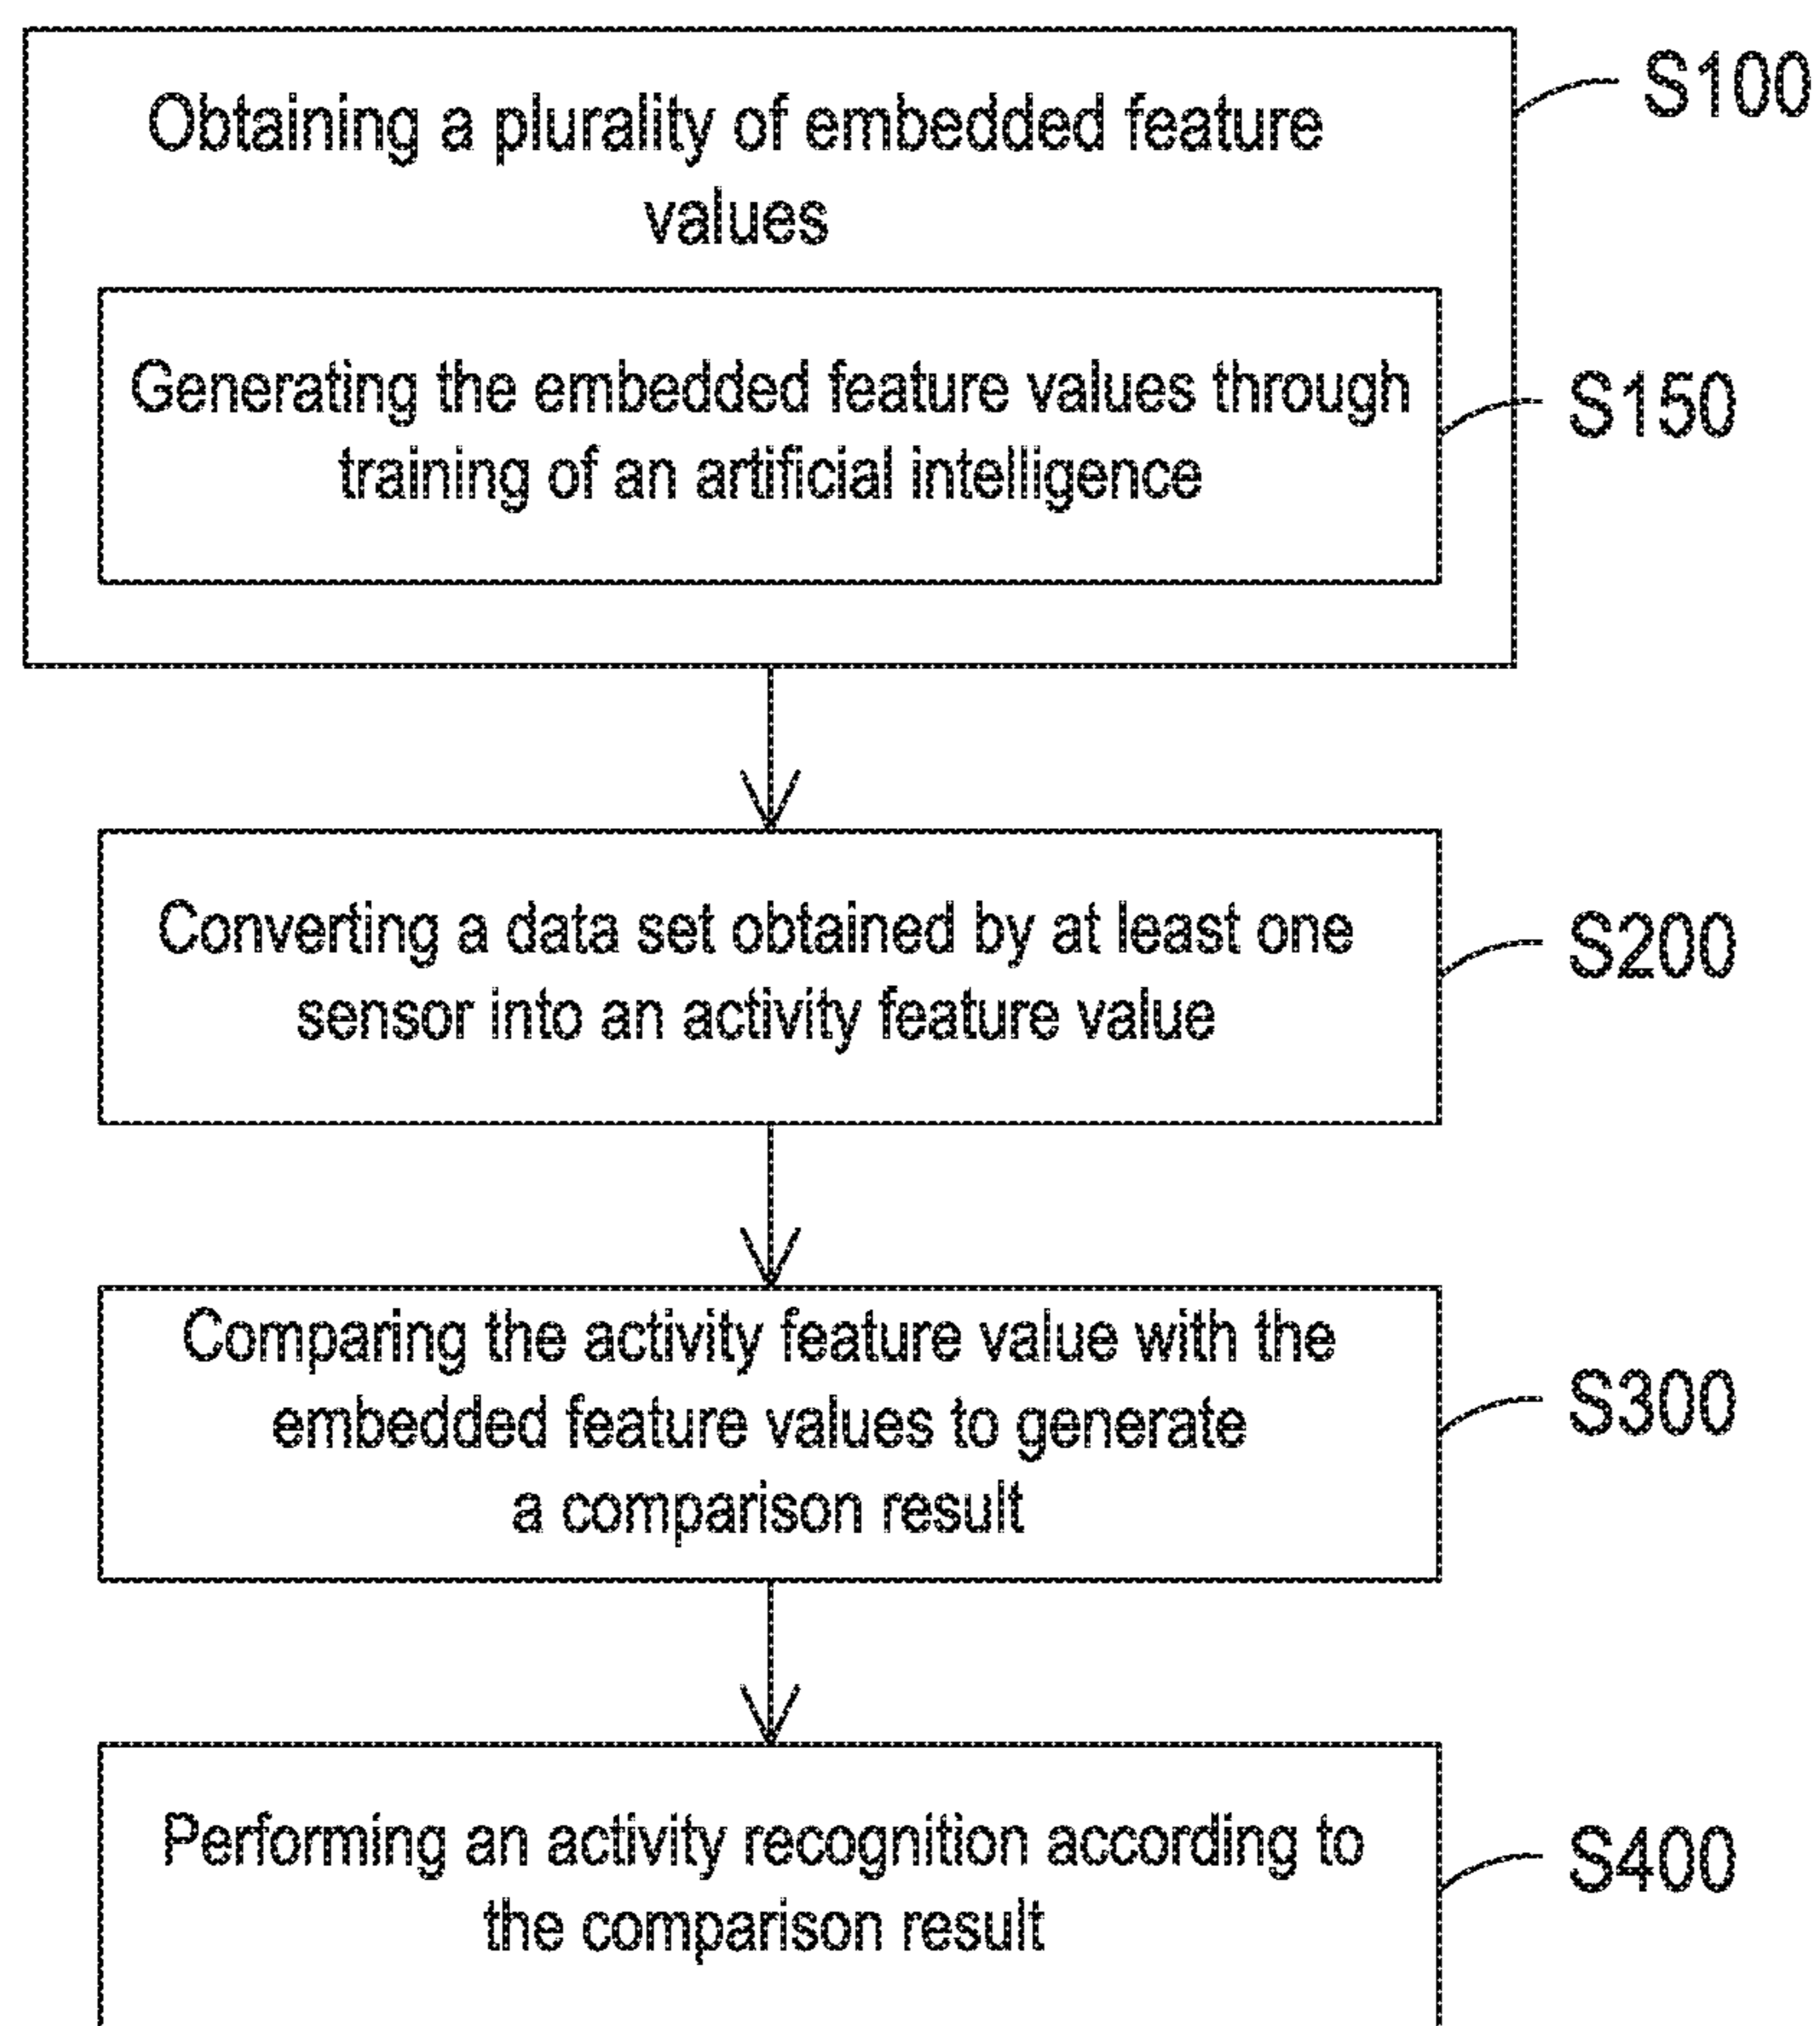 Obtaining a plurality of embedded feature
values
S100
Generating the embedded feature values through
training of an artificial intelligence
S150
Converting a data set obtained by at least one
sensor into an activity feature value
S200
Comparing the activity feature value with the
embedded feature values to generate
a comparison result
S300
Performing an activity recognition according to
the comparison result
S400